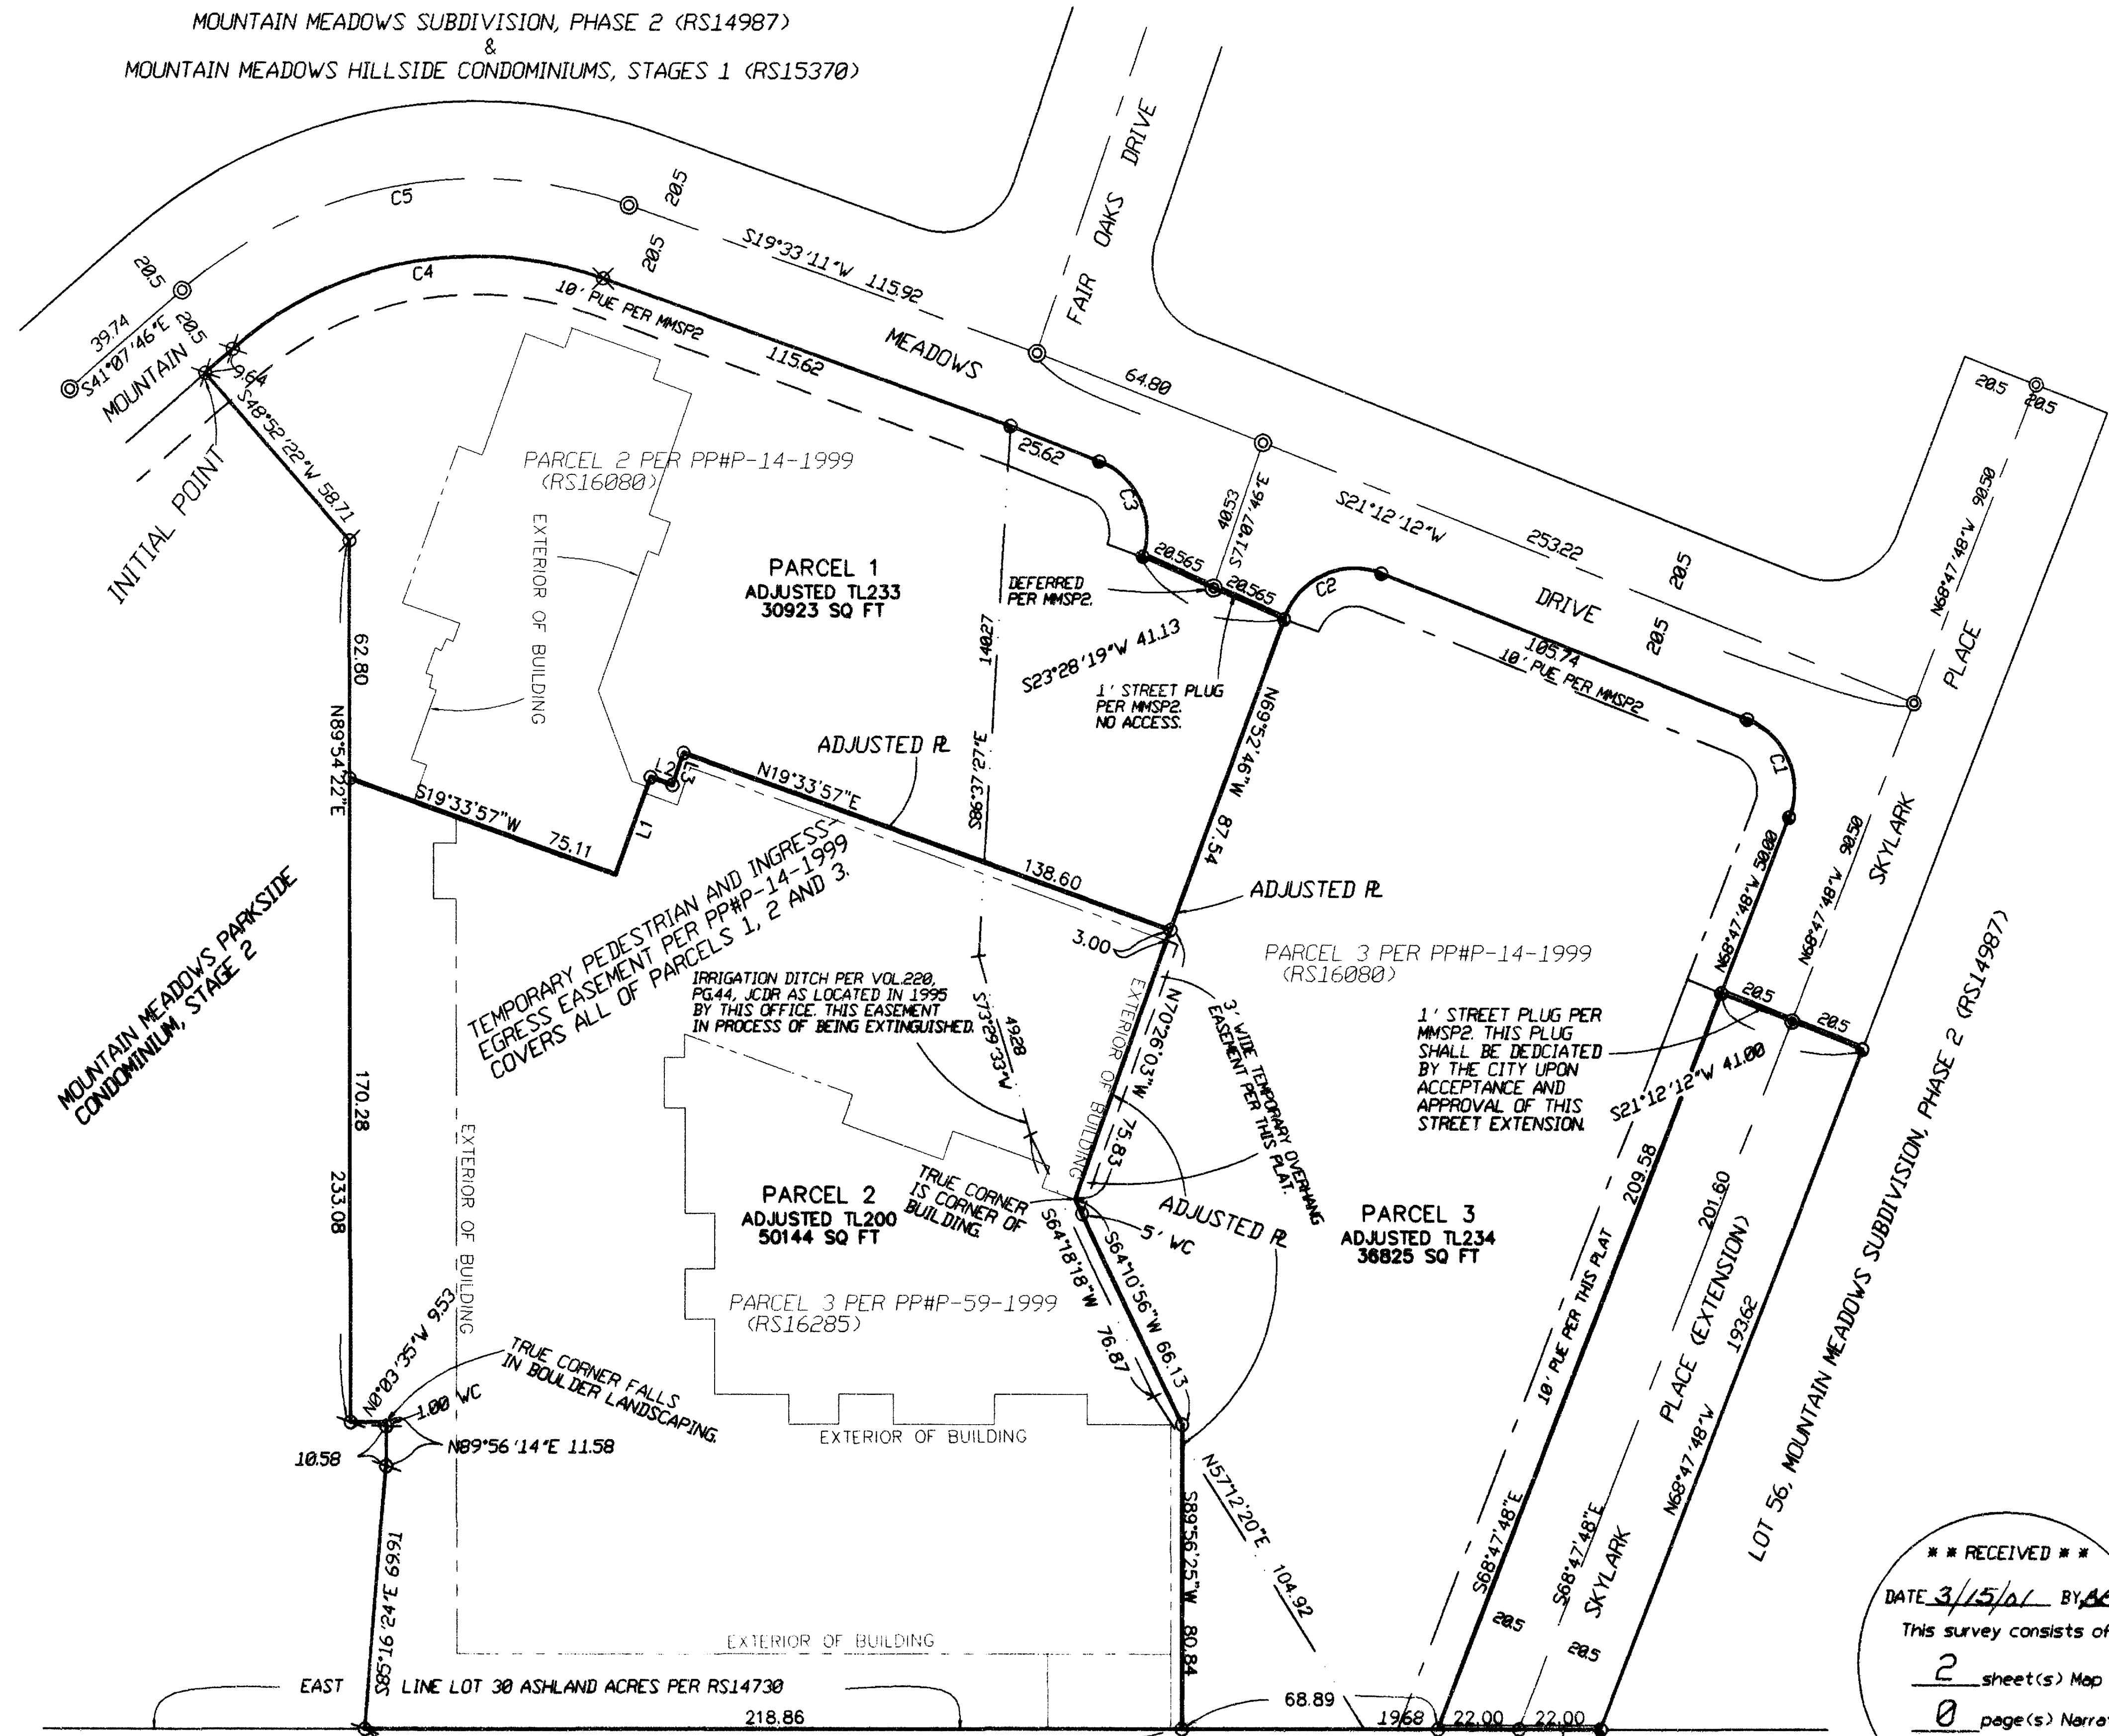 MOUNTAIN MEADOWS SUBDIVISION, PHASE 2 (RS14987)
&
MOUNTAIN MEADOWS HILLSIDE CONDOMINIUMS, STAGES 1 (RS15370)
FAIR OAKS DRIVE
C5
20.5
20.5
S19°33'11"W 115.92
20.5
39.74
S41°07'46"E
20.5
MOUNTAIN
9.64
C4
10' PUE PER MMSP2
115.62
MEADOWS
64.80
20.5
20.5
S48°52'22"W 58.71
INITIAL POINT
PARCEL 2 PER PP#P-14-1999
(RS16080)
25.62
C3
40.53
S71°07'46"E
S21°12'12"W
253.22
20.5
20.5
N68°47'48"W 90.50
EXTERIOR OF BUILDING
PARCEL 1
ADJUSTED TL233
30923 SQ FT
DEFERRED
PER MMSP2.
20.565
20.565
C2
DRIVE
105.74
10' PUE PER MMSP2
PLACE
62.80
140.27
S23°28'19"W 41.13
1' STREET PLUG
PER MMSP2.
NO ACCESS.
N69°52'46"W 87.54
C1
N89°54'22"E
ADJUSTED PL
S86°37'27"E
L2
L3
N19°33'57"E
S19°33'57"W
75.11
L1
138.60
ADJUSTED PL
N68°47'48"W 50.00
N68°47'48"W 90.50
SKYLARK
MOUNTAIN MEADOWS PARKSIDE
CONDOMINIUM, STAGE 2
TEMPORARY PEDESTRIAN AND INGRESS-
EGRESS EASEMENT PER PP#P-14-1999
COVERS ALL OF PARCELS 1, 2 AND 3.
3.00
PARCEL 3 PER PP#P-14-1999
(RS16080)
IRRIGATION DITCH PER VOL.220,
PG.44, JCDR AS LOCATED IN 1995
BY THIS OFFICE. THIS EASEMENT
IN PROCESS OF BEING EXTINGUISHED.
S73°29'33"W
49.28
EXTERIOR OF BUILDING
N70°26'03"W 75.83
3' WIDE TEMPORARY OVERHANG
EASEMENT PER THIS PLAT.
1' STREET PLUG PER
MMSP2. THIS PLUG
SHALL BE DEDCIATED
BY THE CITY UPON
ACCEPTANCE AND
APPROVAL OF THIS
STREET EXTENSION.
20.5
20.5
S21°12'12"W 41.00
170.28
233.08
EXTERIOR OF BUILDING
PARCEL 2
ADJUSTED TL200
50144 SQ FT
TRUE CORNER
IS CORNER OF
BUILDING.
5' WC
ADJUSTED PL
PARCEL 3
ADJUSTED TL234
36825 SQ FT
209.58
201.60
193.62
10' PUE PER THIS PLAT
PLACE (EXTENSION)
LOT 56, MOUNTAIN MEADOWS SUBDIVISION, PHASE 2 (RS14987)
PARCEL 3 PER PP#P-59-1999
(RS16285)
S64°18'18"W
76.87
S64°10'56"W 66.13
N0°03'35"W 9.53
1.00 WC
TRUE CORNER FALLS
IN BOULDER LANDSCAPING.
EXTERIOR OF BUILDING
N89°56'14"E 11.58
10.58
N57°12'20"E 104.92
S89°56'25"W 80.84
S68°47'48"E
S68°47'48"E
N68°47'48"W
SKYLARK
20.5
20.5
S85°16'24"E 69.91
EXTERIOR OF BUILDING
EAST LINE LOT 30 ASHLAND ACRES PER RS14730
218.86
68.89
19.68
22.00
22.00
* * RECEIVED * *
DATE 3/15/01 BY
This survey consists of
2 sheet(s) Map
0 page(s)